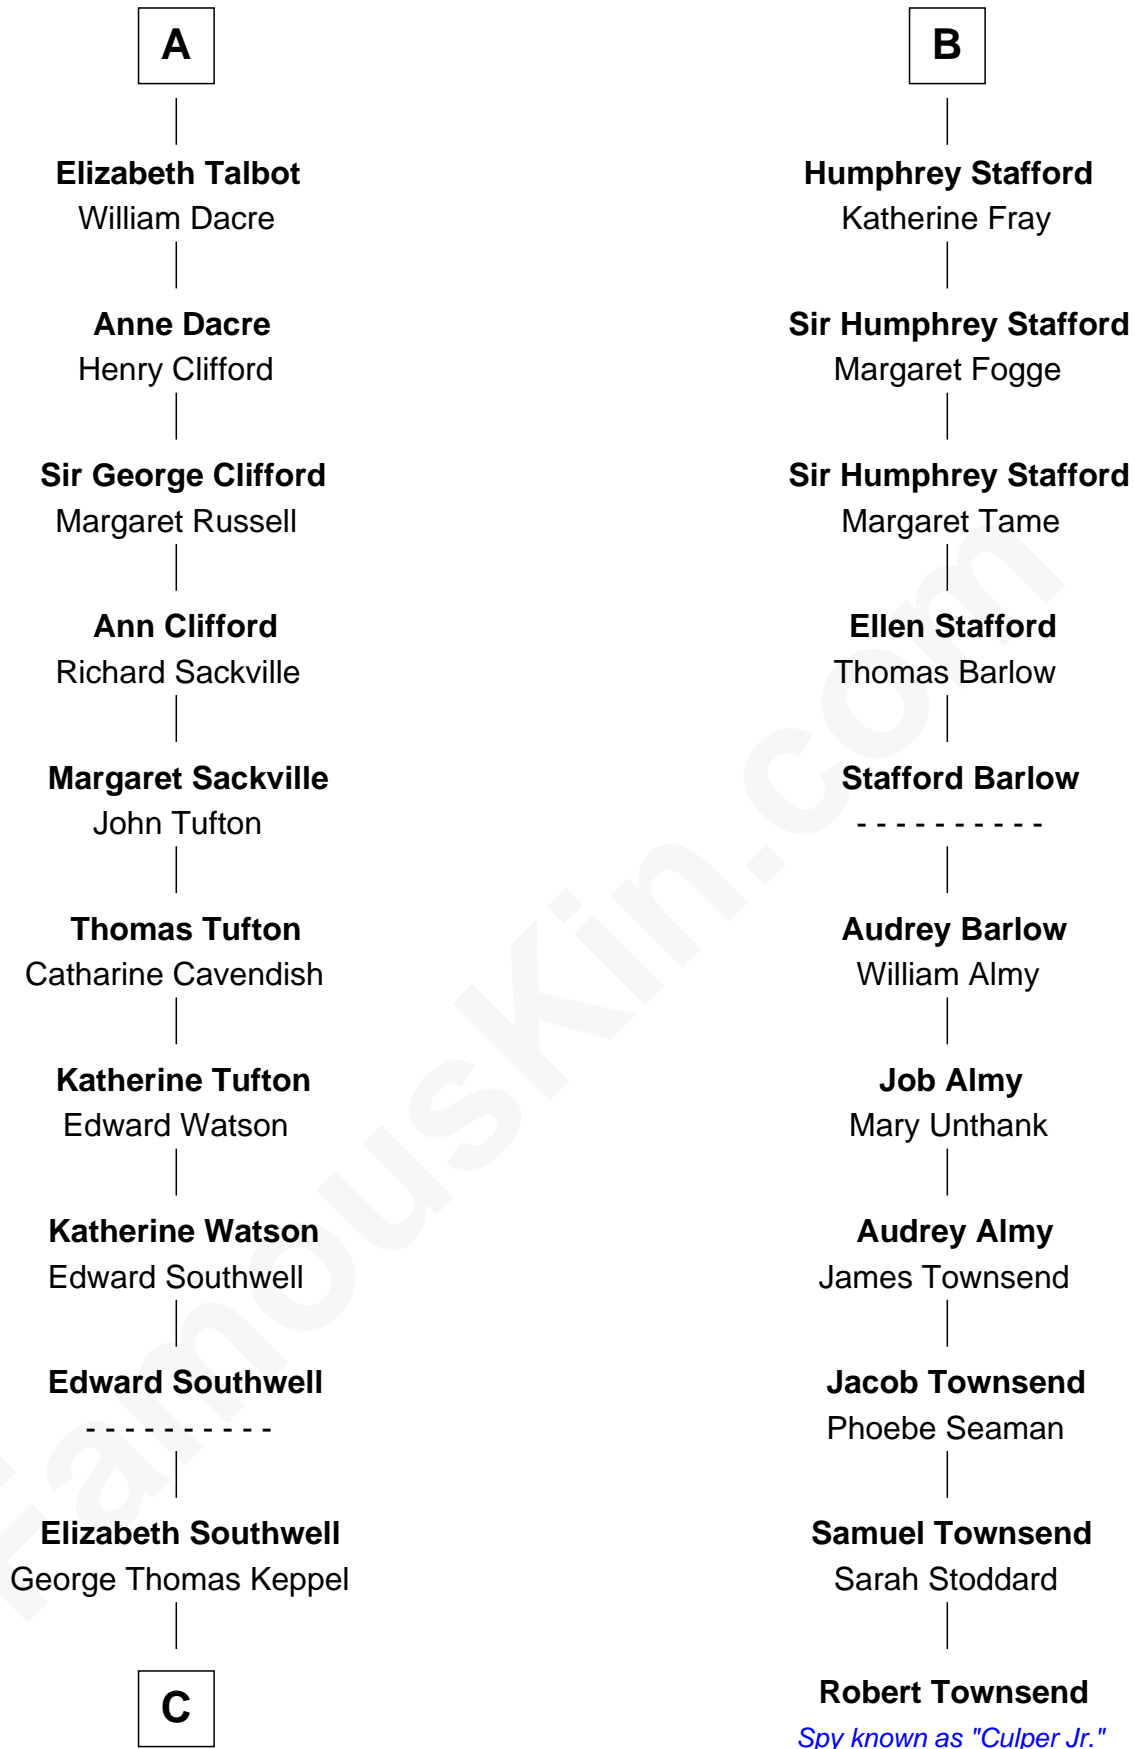 A
Elizabeth Talbot
William Dacre
Anne Dacre
Henry Clifford
Sir George Clifford
Margaret Russell
Ann Clifford
Richard Sackville
Margaret Sackville
John Tufton
Thomas Tufton
Catharine Cavendish
Katherine Tufton
Edward Watson
Katherine Watson
Edward Southwell
Edward Southwell
- - - - - - - - - -
Elizabeth Southwell
George Thomas Keppel
C
B
Humphrey Stafford
Katherine Fray
Sir Humphrey Stafford
Margaret Fogge
Sir Humphrey Stafford
Margaret Tame
Ellen Stafford
Thomas Barlow
Stafford Barlow
- - - - - - - - - -
Audrey Barlow
William Almy
Job Almy
Mary Unthank
Audrey Almy
James Townsend
Jacob Townsend
Phoebe Seaman
Samuel Townsend
Sarah Stoddard
Robert Townsend
Spy known as "Culper Jr."
FamousKin.com